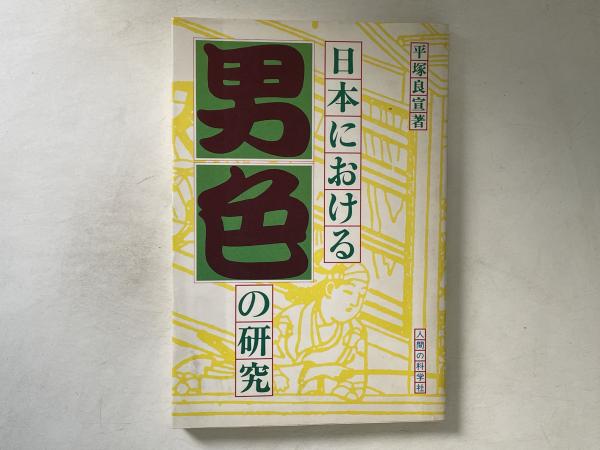 平塚良宣著
日本における
男色
の研究
人間の科学社